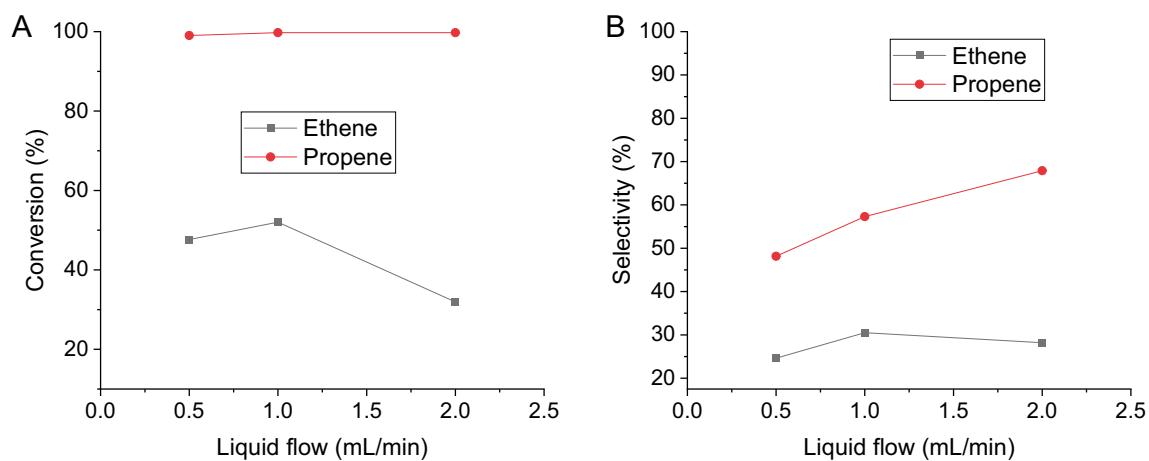 A
Conversion (%)
100
80
60
40
20
Ethene
Propene
0.0
0.5
1.0
1.5
2.0
2.5
Liquid flow (mL/min)
B
Selectivity (%)
100
90
80
70
60
50
40
30
20
Ethene
Propene
0.0
0.5
1.0
1.5
2.0
2.5
Liquid flow (mL/min)